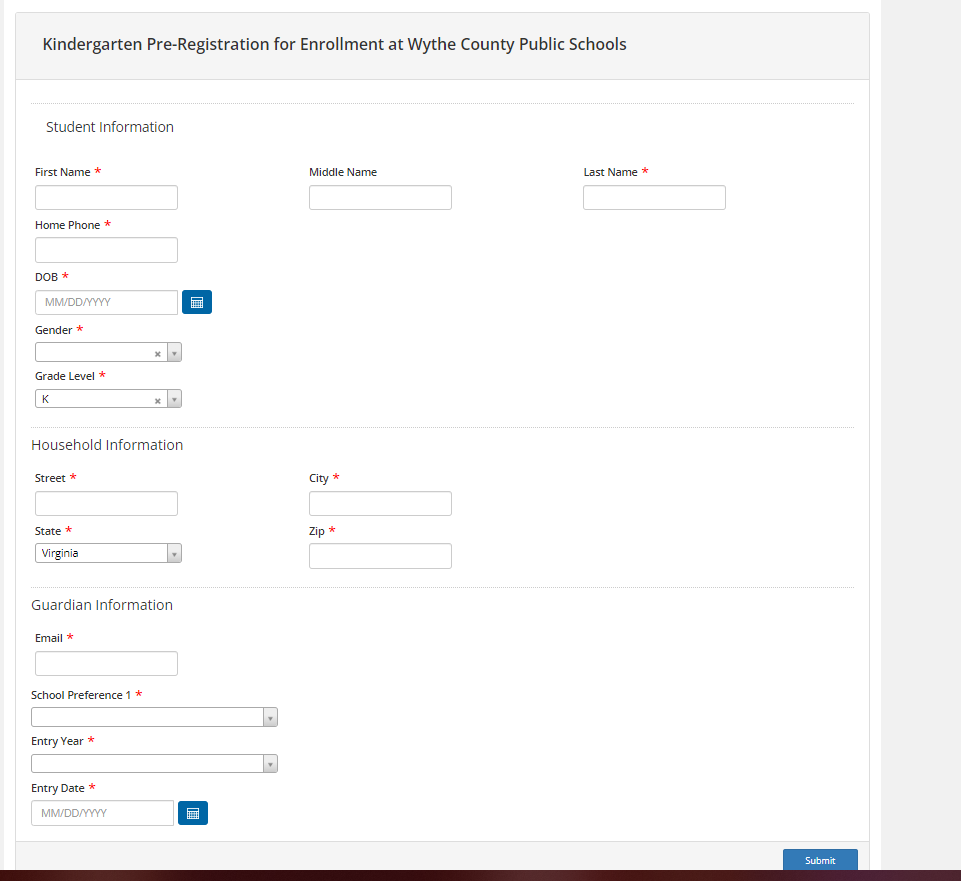 Kindergarten Pre-Registration for Enrollment at Wythe County Public Schools
Student Information
First Name * Middle Name Last Name *
Home Phone *
DOB *
MM/DD/YYYY
Gender *
Grade Level *
K
Household Information
Street * City *
State * Zip *
Virginia
Guardian Information
Email *
School Preference 1 *
Entry Year *
Entry Date *
MM/DD/YYYY
Submit